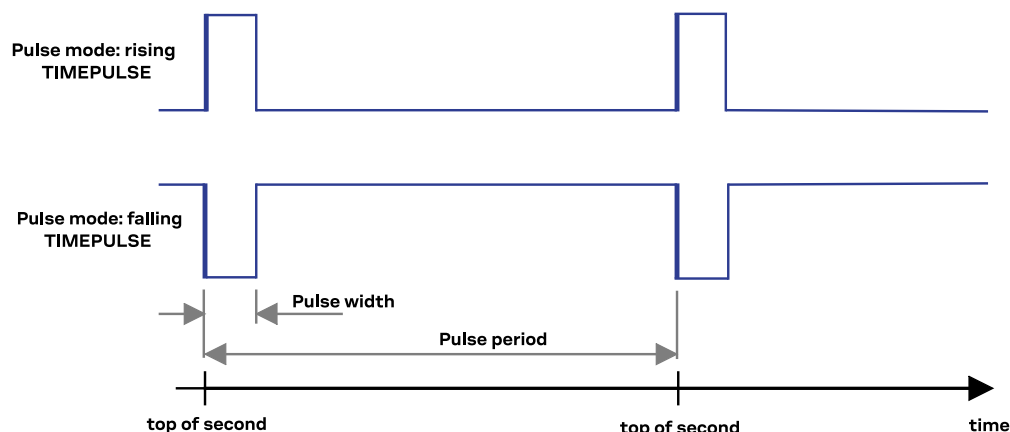 Pulse mode: rising
TIMEPULSE
Pulse mode: falling
TIMEPULSE
Pulse width
Pulse period
top of second
top of second
time